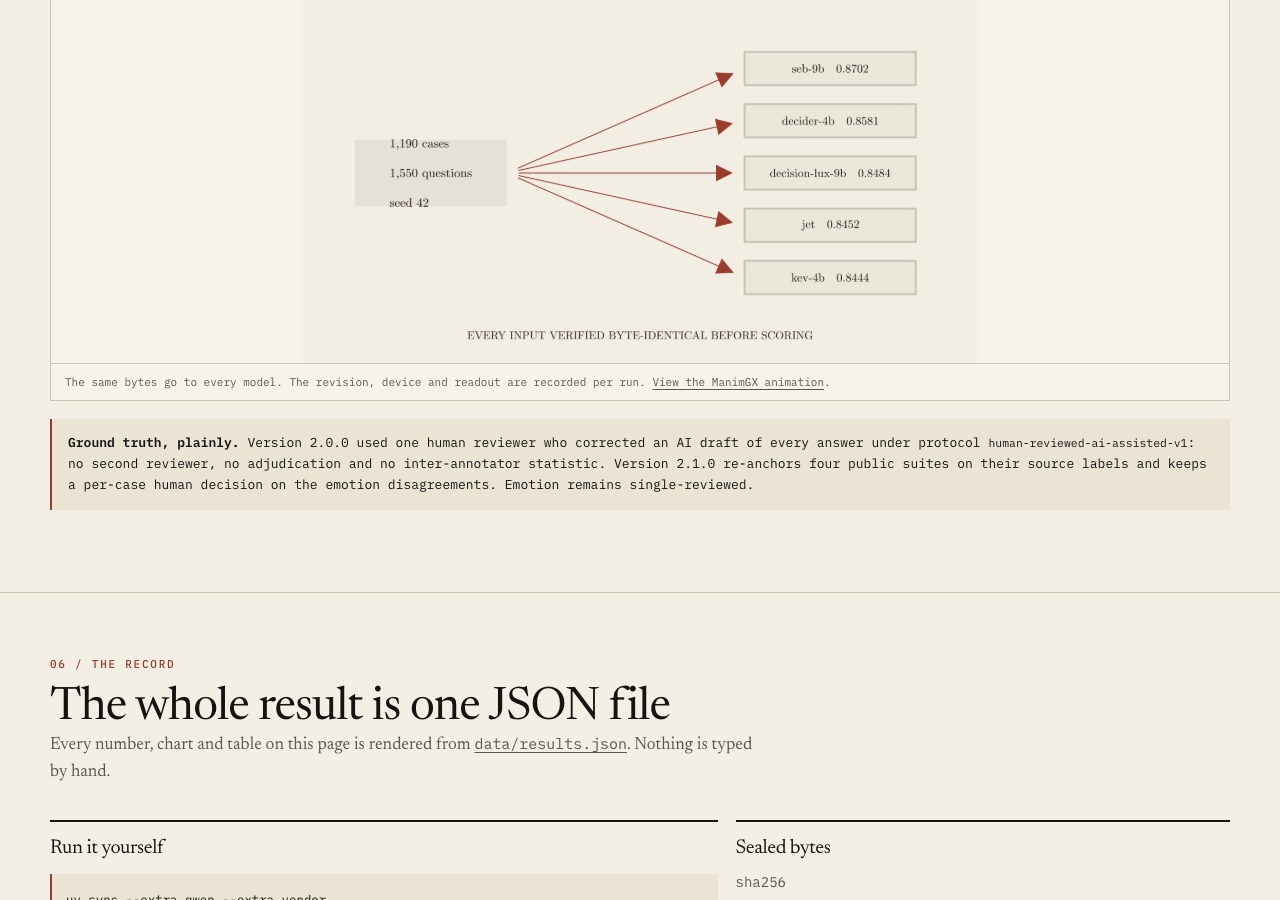 seb-9b 0.8702
decider-4b 0.8581
1,190 cases
1,550 questions
seed 42
decision-lux-9b 0.8484
jet 0.8452
kev-4b 0.8444
EVERY INPUT VERIFIED BYTE-IDENTICAL BEFORE SCORING
The same bytes go to every model. The revision, device and readout are recorded per run. View the ManimGX animation.
Ground truth, plainly. Version 2.0.0 used one human reviewer who corrected an AI draft of every answer under protocol human-reviewed-ai-assisted-v1:
no second reviewer, no adjudication and no inter-annotator statistic. Version 2.1.0 re-anchors four public suites on their source labels and keeps
a per-case human decision on the emotion disagreements. Emotion remains single-reviewed.
06 / THE RECORD
The whole result is one JSON file
Every number, chart and table on this page is rendered from data/results.json. Nothing is typed
by hand.
Run it yourself
Sealed bytes
sha256
uv sync --extra qwen --extra vendor